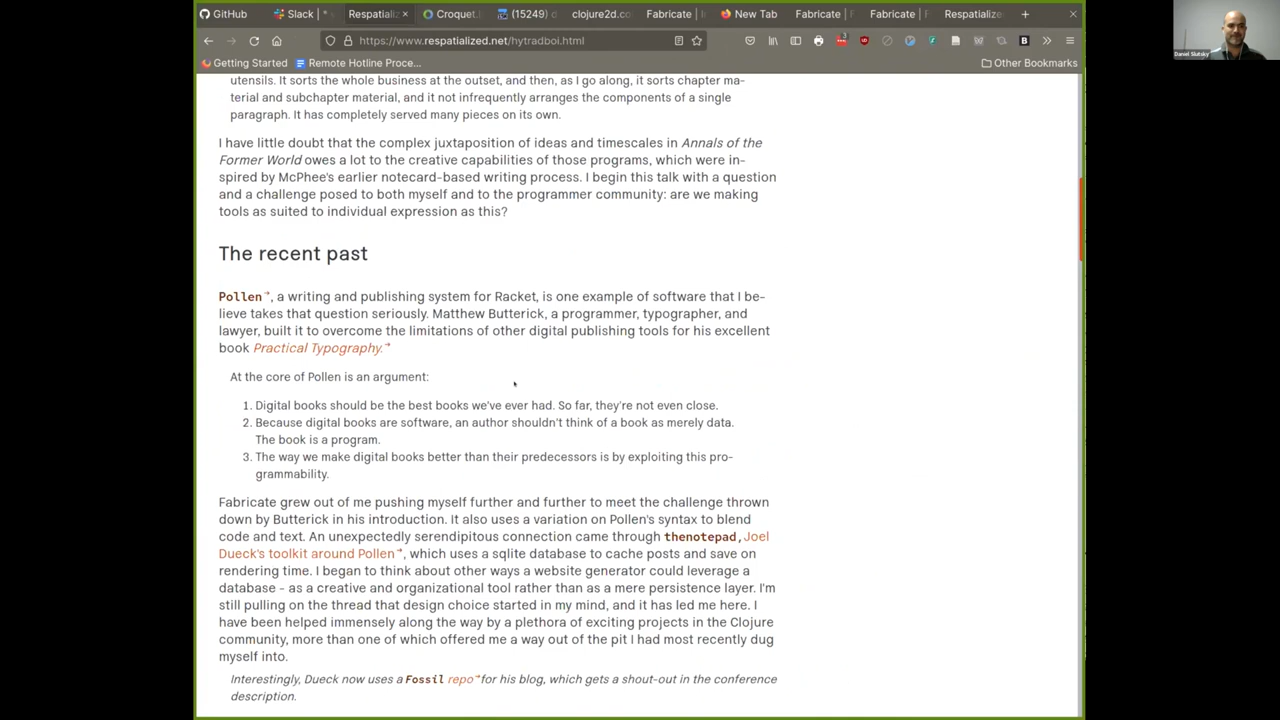 GitHub
Slack | *
Respatializ
Croquet.
(15249)
clojure2d.co
Fabricate |
New Tab
Fabricate |
Fabricate |
Respatialize
https://www.respatialized.net/hytradboi.html
Getting Started
Remote Hotline Proce...
Other Bookmarks
Daniel Slutsky
utensils. It sorts the whole business at the outset, and then, as I go along, it sorts chapter ma-
terial and subchapter material, and it not infrequently arranges the components of a single
paragraph. It has completely served many pieces on its own.
I have little doubt that the complex juxtaposition of ideas and timescales in Annals of the
Former World owes a lot to the creative capabilities of those programs, which were in-
spired by McPhee's earlier notecard-based writing process. I begin this talk with a question
and a challenge posed to both myself and to the programmer community: are we making
tools as suited to individual expression as this?
The recent past
Pollen→, a writing and publishing system for Racket, is one example of software that I be-
lieve takes that question seriously. Matthew Butterick, a programmer, typographer, and
lawyer, built it to overcome the limitations of other digital publishing tools for his excellent
book Practical Typography.→
At the core of Pollen is an argument:
1. Digital books should be the best books we've ever had. So far, they're not even close.
2. Because digital books are software, an author shouldn't think of a book as merely data.
The book is a program.
3. The way we make digital books better than their predecessors is by exploiting this pro-
grammability.
Fabricate grew out of me pushing myself further and further to meet the challenge thrown
down by Butterick in his introduction. It also uses a variation on Pollen's syntax to blend
code and text. An unexpectedly serendipitous connection came through thenotepad, Joel
Dueck's toolkit around Pollen→, which uses a sqlite database to cache posts and save on
rendering time. I began to think about other ways a website generator could leverage a
database - as a creative and organizational tool rather than as a mere persistence layer. I'm
still pulling on the thread that design choice started in my mind, and it has led me here. I
have been helped immensely along the way by a plethora of exciting projects in the Clojure
community, more than one of which offered me a way out of the pit I had most recently dug
myself into.
Interestingly, Dueck now uses a Fossil repo→ for his blog, which gets a shout-out in the conference
description.